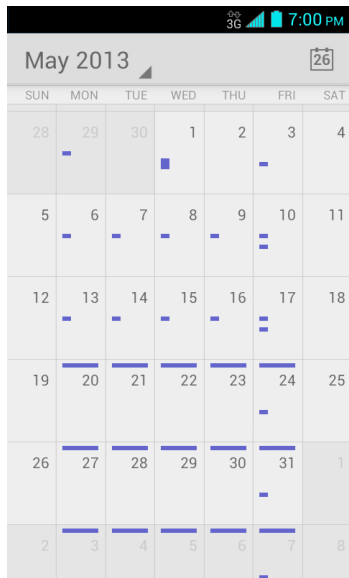 3G 7:00 PM
May 2013 26
SUN MON TUE WED THU FRI SAT
28 29 30 1 2 3 4
5 6 7 8 9 10 11
12 13 14 15 16 17 18
19 20 21 22 23 24 25
26 27 28 29 30 31 1
2 3 4 5 6 7 8